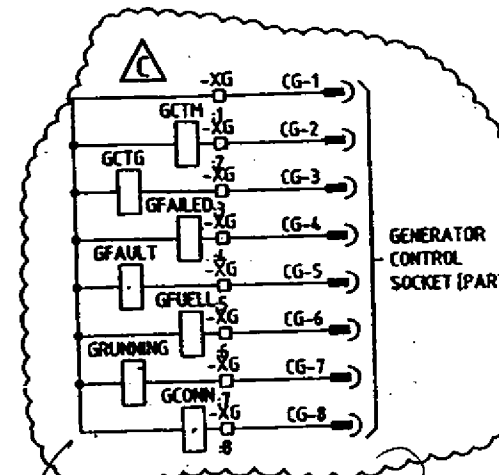 C
-XG CG-1
:1
GCTM -XG CG-2
:2
GCTG -XG CG-3
:3
GFAILED -XG CG-4
:4
GFAULT -XG CG-5
:5
GFUELL -XG CG-6
:6
GRUNNING -XG CG-7
:7
GCONN -XG CG-8
:8
GENERATOR
CONTROL
SOCKET (PART